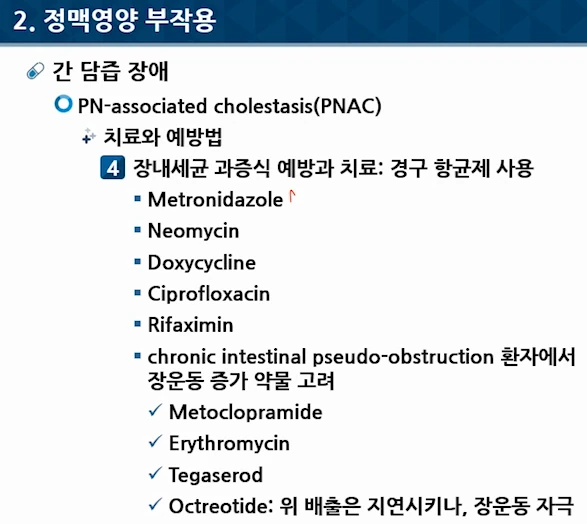 2. 정맥영양 부작용
간 담즙 장애
PN-associated cholestasis(PNAC)
치료와 예방법
4 장내세균 과증식 예방과 치료: 경구 항균제 사용
Metronidazole
Neomycin
Doxycycline
Ciprofloxacin
Rifaximin
chronic intestinal pseudo-obstruction 환자에서
장운동 증가 약물 고려
Metoclopramide
Erythromycin
Tegaserod
Octreotide: 위 배출은 지연시키나, 장운동 자극